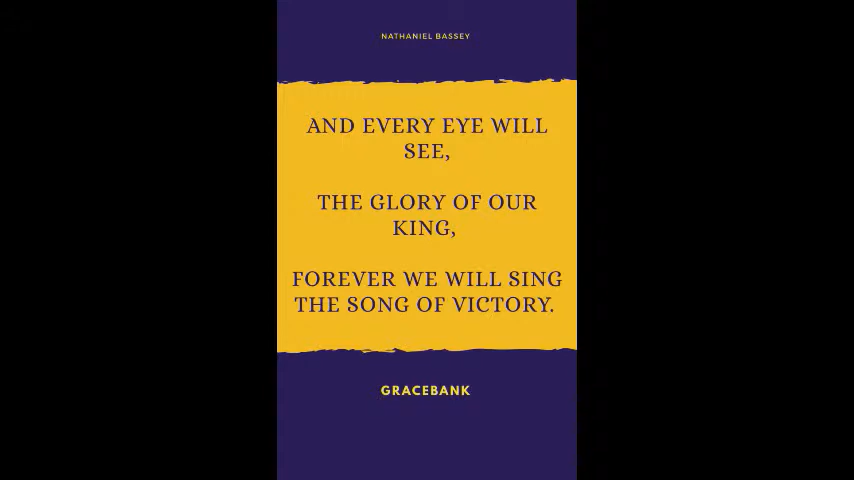 NATHANIEL BASSEY
AND EVERY EYE WILL
SEE,
THE GLORY OF OUR
KING,
FOREVER WE WILL SING
THE SONG OF VICTORY.
GRACEBANK